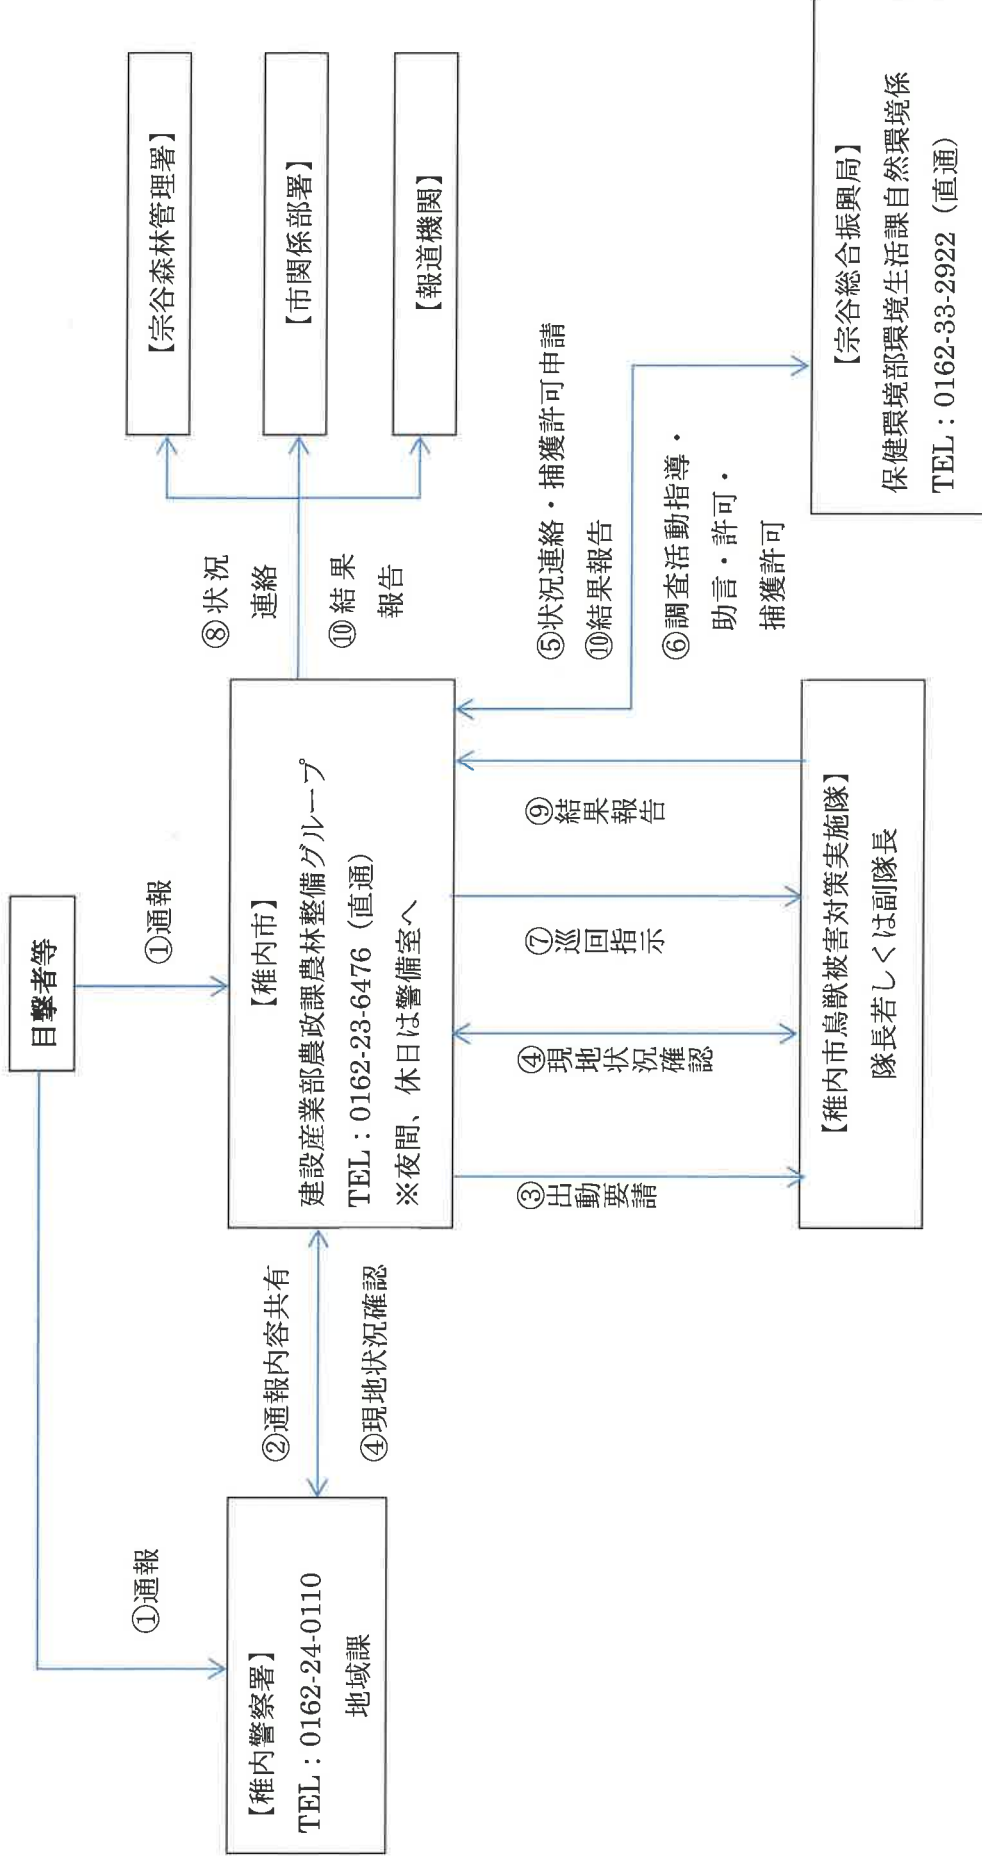 目撃者等
①通報
①通報
【稚内警察署】
TEL：0162-24-0110
地域課
②通報内容共有
④現地状況確認
【稚内市】
建設産業部農政課農林整備グループ
TEL：0162-23-6476（直通）
※夜間、休日は警備室へ
⑧状況
連絡
⑩結果
報告
【宗谷森林管理署】
【市関係部署】
【報道機関】
③出動要請
④現地状況確認
⑦巡回指示
⑨結果報告
⑤状況連絡・捕獲許可申請
⑩結果報告
⑥調査活動指導・
助言・許可・
捕獲許可
【稚内市鳥獣被害対策実施隊】
隊長若しくは副隊長
【宗谷総合振興局】
保健環境部環境生活課自然環境係
TEL：0162-33-2922（直通）